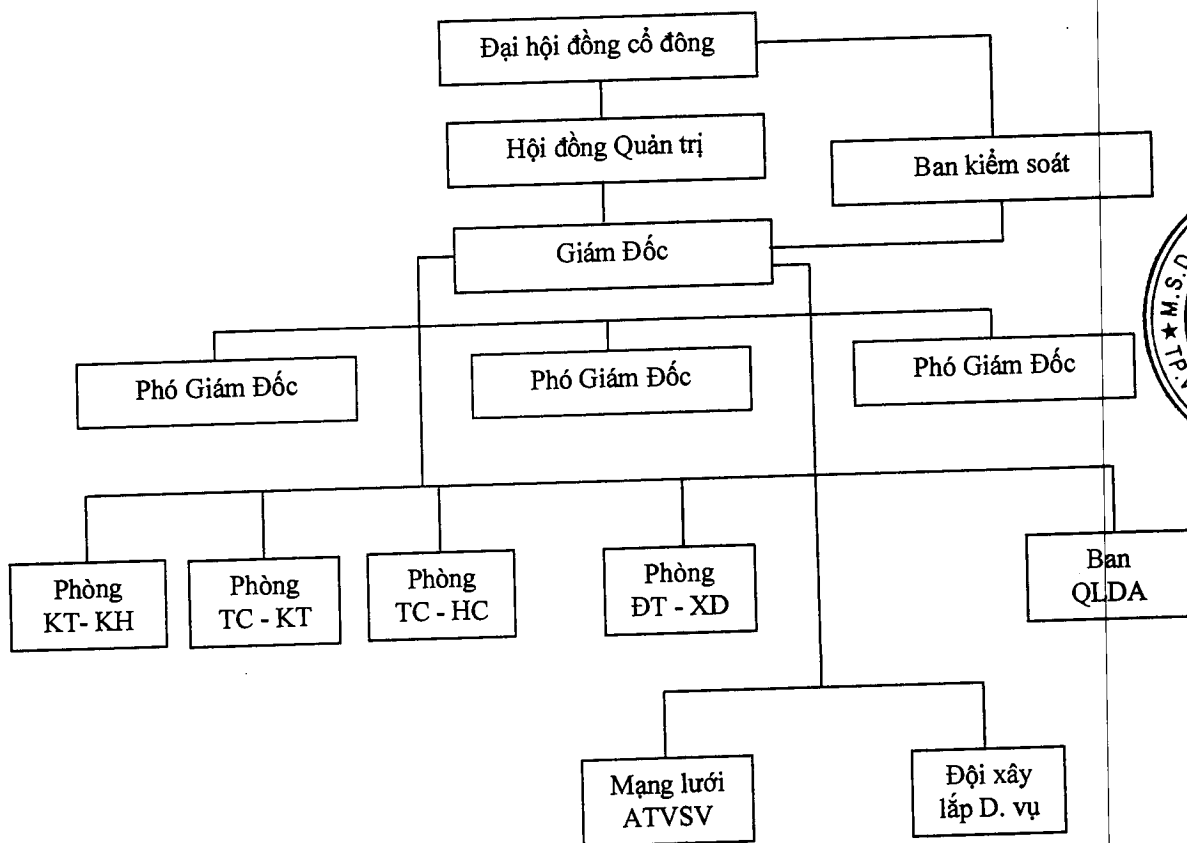 Đại hội đồng cổ đông
Hội đồng Quản trị
Ban kiểm soát
Giám Đốc
Phó Giám Đốc
Phó Giám Đốc
Phó Giám Đốc
Phòng
KT- KH
Phòng
TC - KT
Phòng
TC - HC
Phòng
ĐT - XD
Ban
QLDA
Mạng lưới
ATVSV
Đội xây
lắp D. vụ
★ M.S.D
TP.